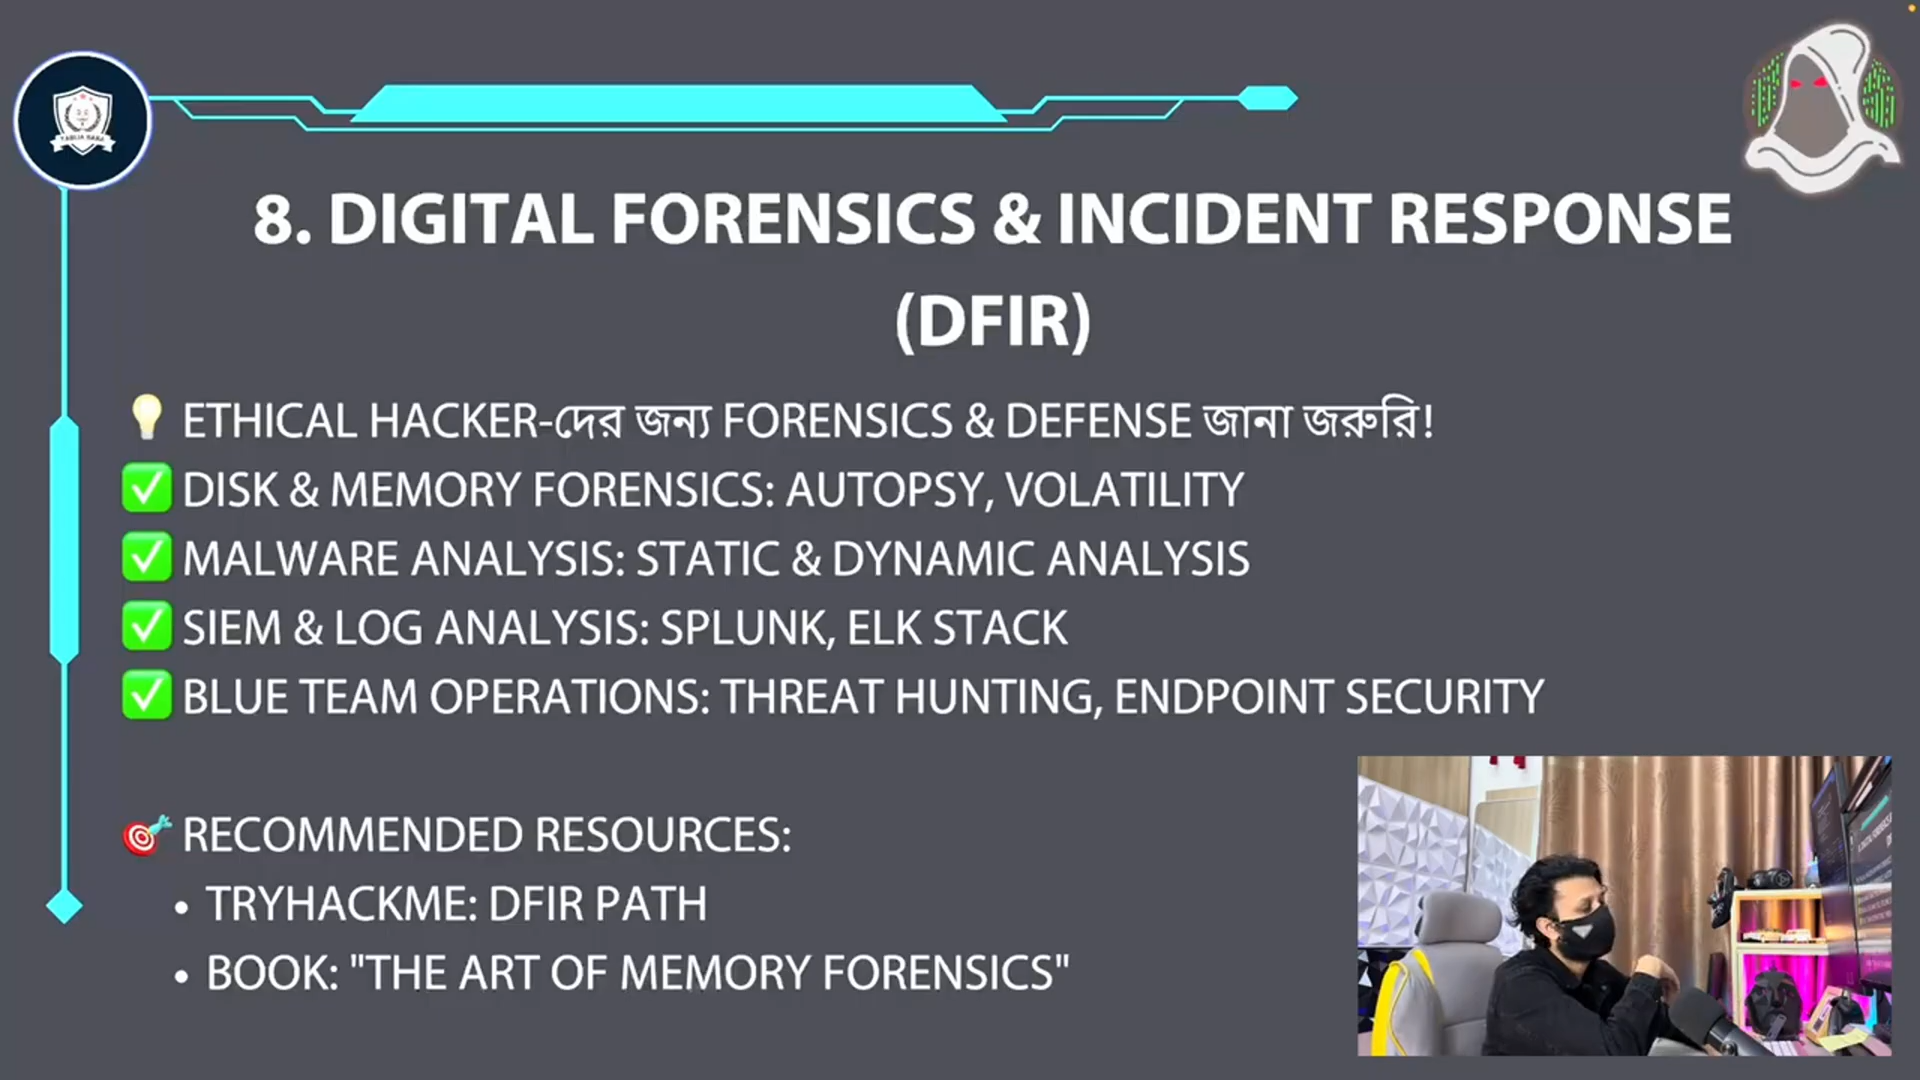 8. DIGITAL FORENSICS & INCIDENT RESPONSE
(DFIR)
💡 ETHICAL HACKER-দের জন্য FORENSICS & DEFENSE জানা জরুরি!
✅ DISK & MEMORY FORENSICS: AUTOPSY, VOLATILITY
✅ MALWARE ANALYSIS: STATIC & DYNAMIC ANALYSIS
✅ SIEM & LOG ANALYSIS: SPLUNK, ELK STACK
✅ BLUE TEAM OPERATIONS: THREAT HUNTING, ENDPOINT SECURITY
🎯 RECOMMENDED RESOURCES:
• TRYHACKME: DFIR PATH
• BOOK: "THE ART OF MEMORY FORENSICS"